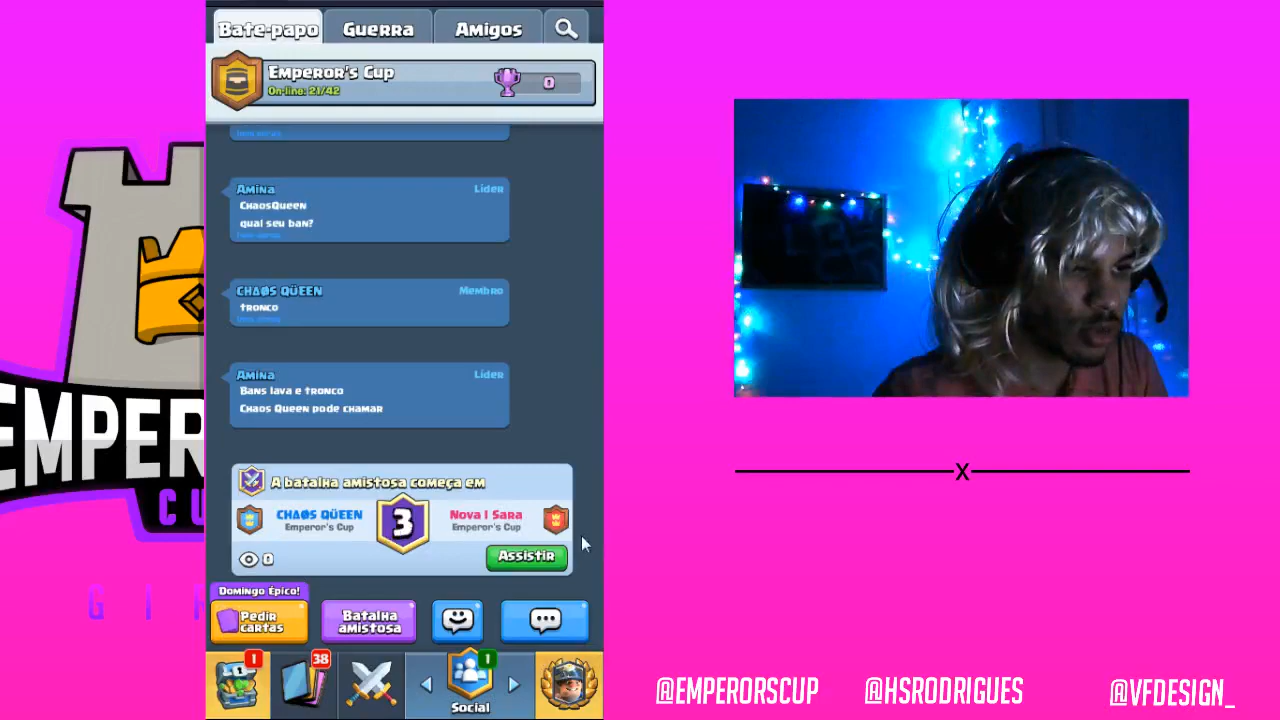 Bate-papo
Guerra
Amigos
Emperor's Cup
On-line: 21/42
0
Amina
Líder
ChaosQueen
qual seu ban?
CHAØS QÜEEN
Membro
Tronco
Amina
Líder
Bans lava e tronco
Chaos Queen pode chamar
A batalha amistosa começa em
CHAØS QÜEEN
Emperor's Cup
3
Nova | Sara
Emperor's Cup
0
Assistir
Domingo Épico!
Pedir cartas
Batalha amistosa
1
38
1
Social
EMPER
CU
G I R
X
@EMPERORSCUP
@HSRODRIGUES
@VFDESIGN_